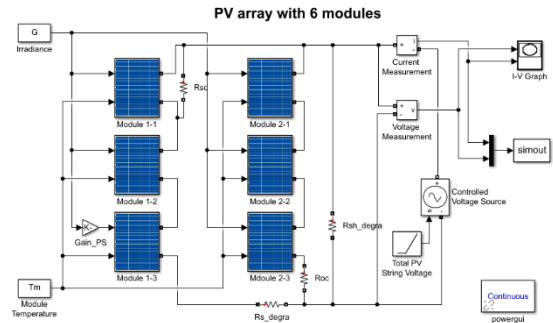 PV array with 6 modules
G
Irradiance
Module 1-1
Module 1-2
K-
Gain_PS
Module 1-3
Tm
Module
Temperature
Rsc
Module 2-1
Module 2-2
Module 2-3
Roc
Rs_degra
Rsh_degra
+
i
-
Current
Measurement
+
v
-
Voltage
Measurement
I-V Graph
simout
+
s
-
Controlled
Voltage Source
Total PV
String Voltage
Continuous
powergui